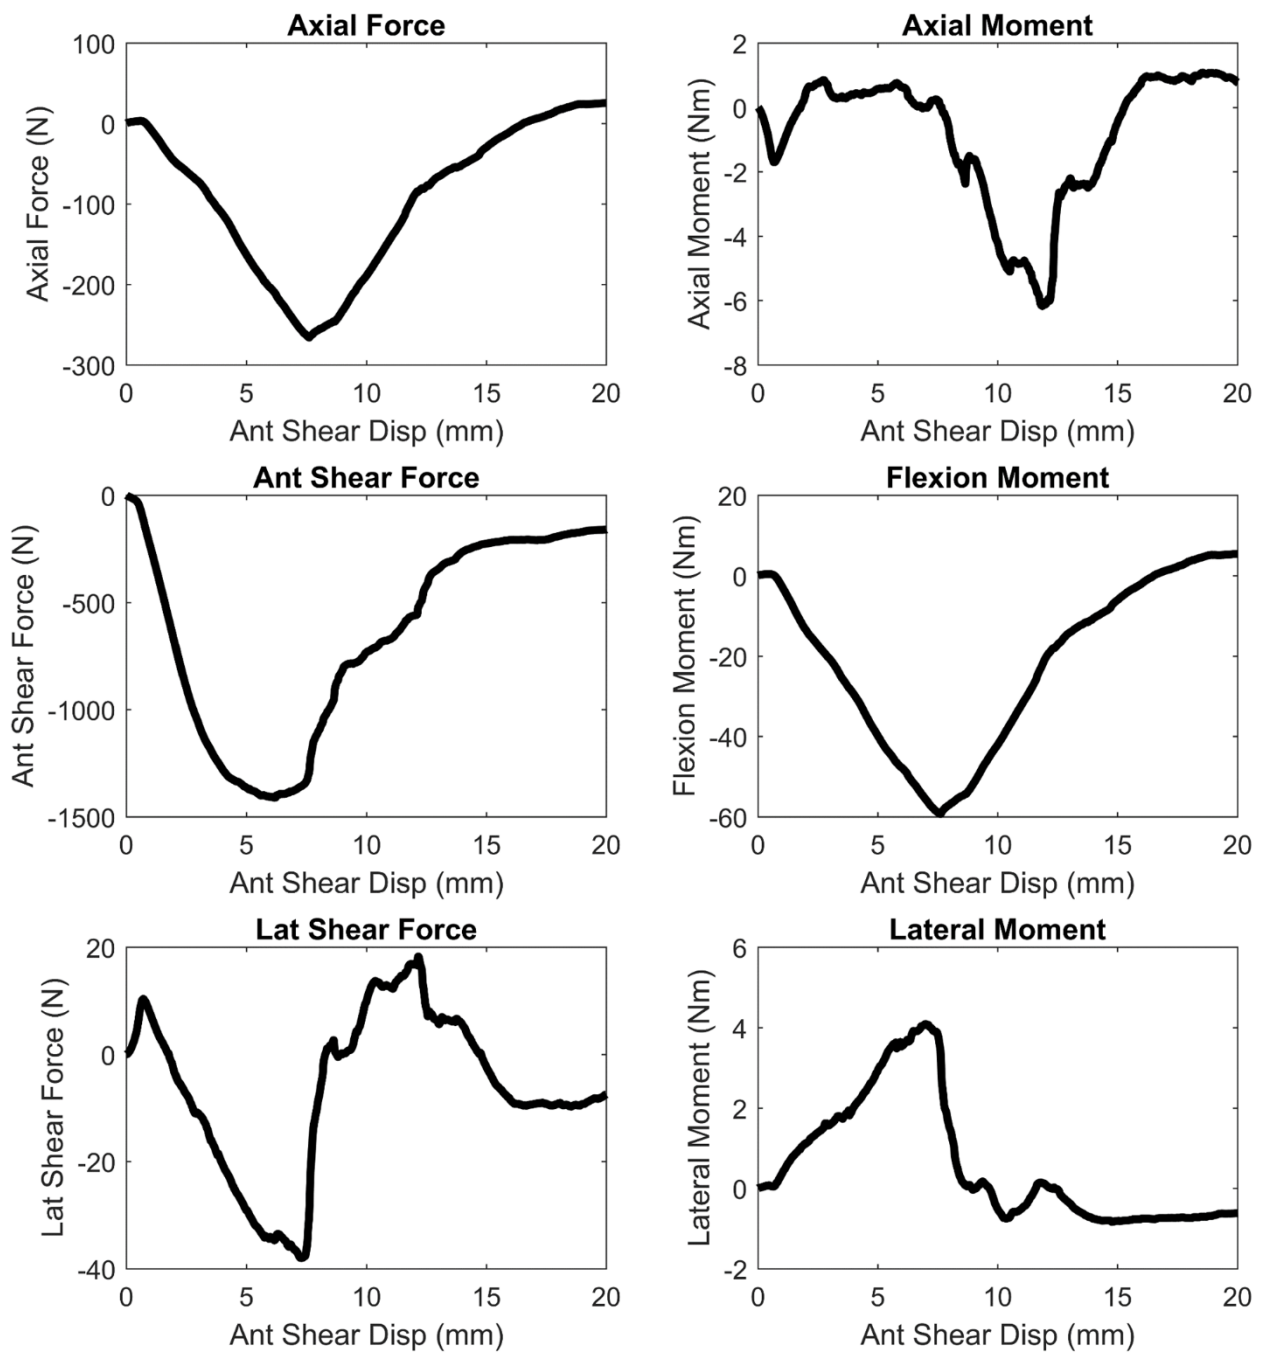 Axial Force
Axial Force (N)
100
0
-100
-200
-300
0 5 10 15 20
Ant Shear Disp (mm)
Axial Moment
Axial Moment (Nm)
2
0
-2
-4
-6
-8
0 5 10 15 20
Ant Shear Disp (mm)
Ant Shear Force
Ant Shear Force (N)
0
-500
-1000
-1500
0 5 10 15 20
Ant Shear Disp (mm)
Flexion Moment
Flexion Moment (Nm)
20
0
-20
-40
-60
0 5 10 15 20
Ant Shear Disp (mm)
Lat Shear Force
Lat Shear Force (N)
20
0
-20
-40
0 5 10 15 20
Ant Shear Disp (mm)
Lateral Moment
Lateral Moment (Nm)
6
4
2
0
-2
0 5 10 15 20
Ant Shear Disp (mm)